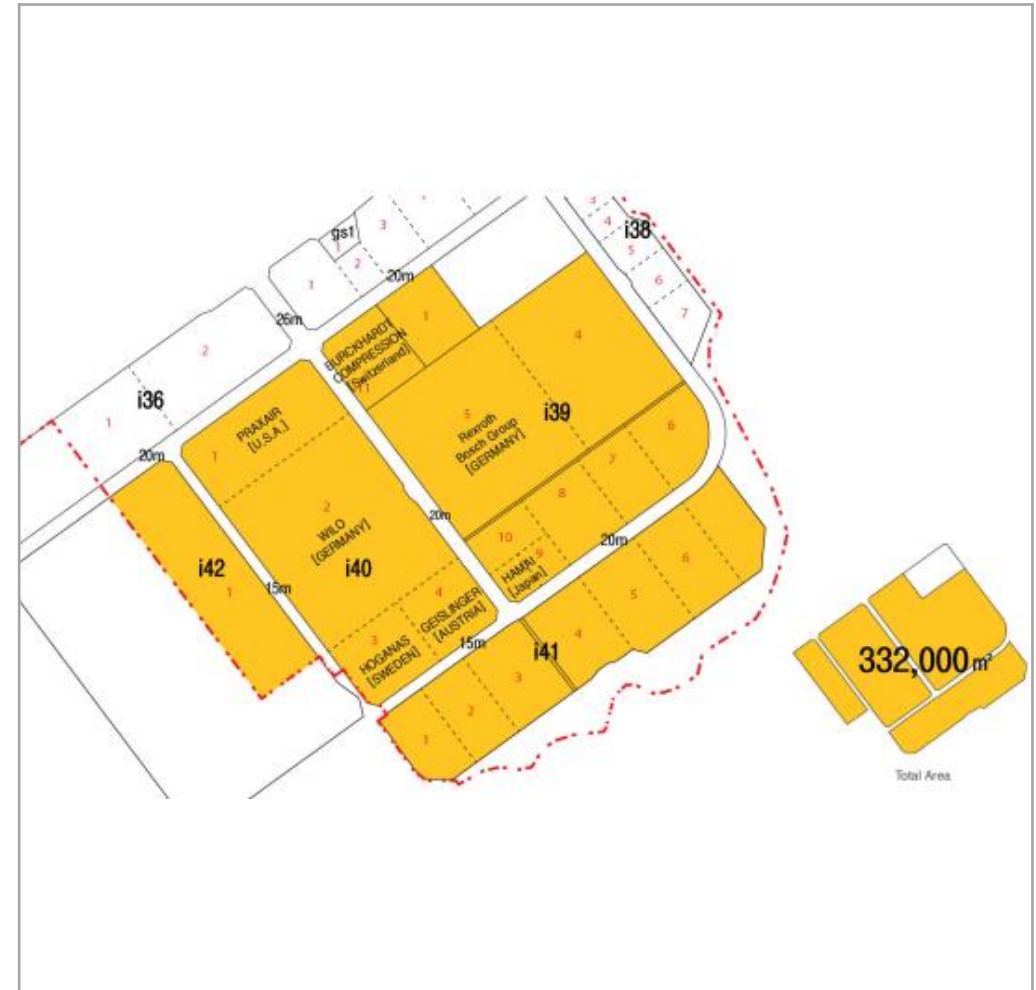 3
4
i38
5
6
7
gs1
1
2
3
1
20m
26m
2
i36
1
20m
1
BURCKHARDT
COMPRESSION
[Switzerland]
11
4
5
i39
Rexroth
Bosch Group
[GERMANY]
6
7
8
10
9
HAMAI
[Japan]
20m
20m
PRAXAIR
[U.S.A.]
1
2
WILO
[GERMANY]
i40
4
GEISLINGER
[AUSTRIA]
3
HOGANAS
[SWEDEN]
i42
1
15m
15m
i41
6
5
4
3
2
1
332,000㎡
Total Area